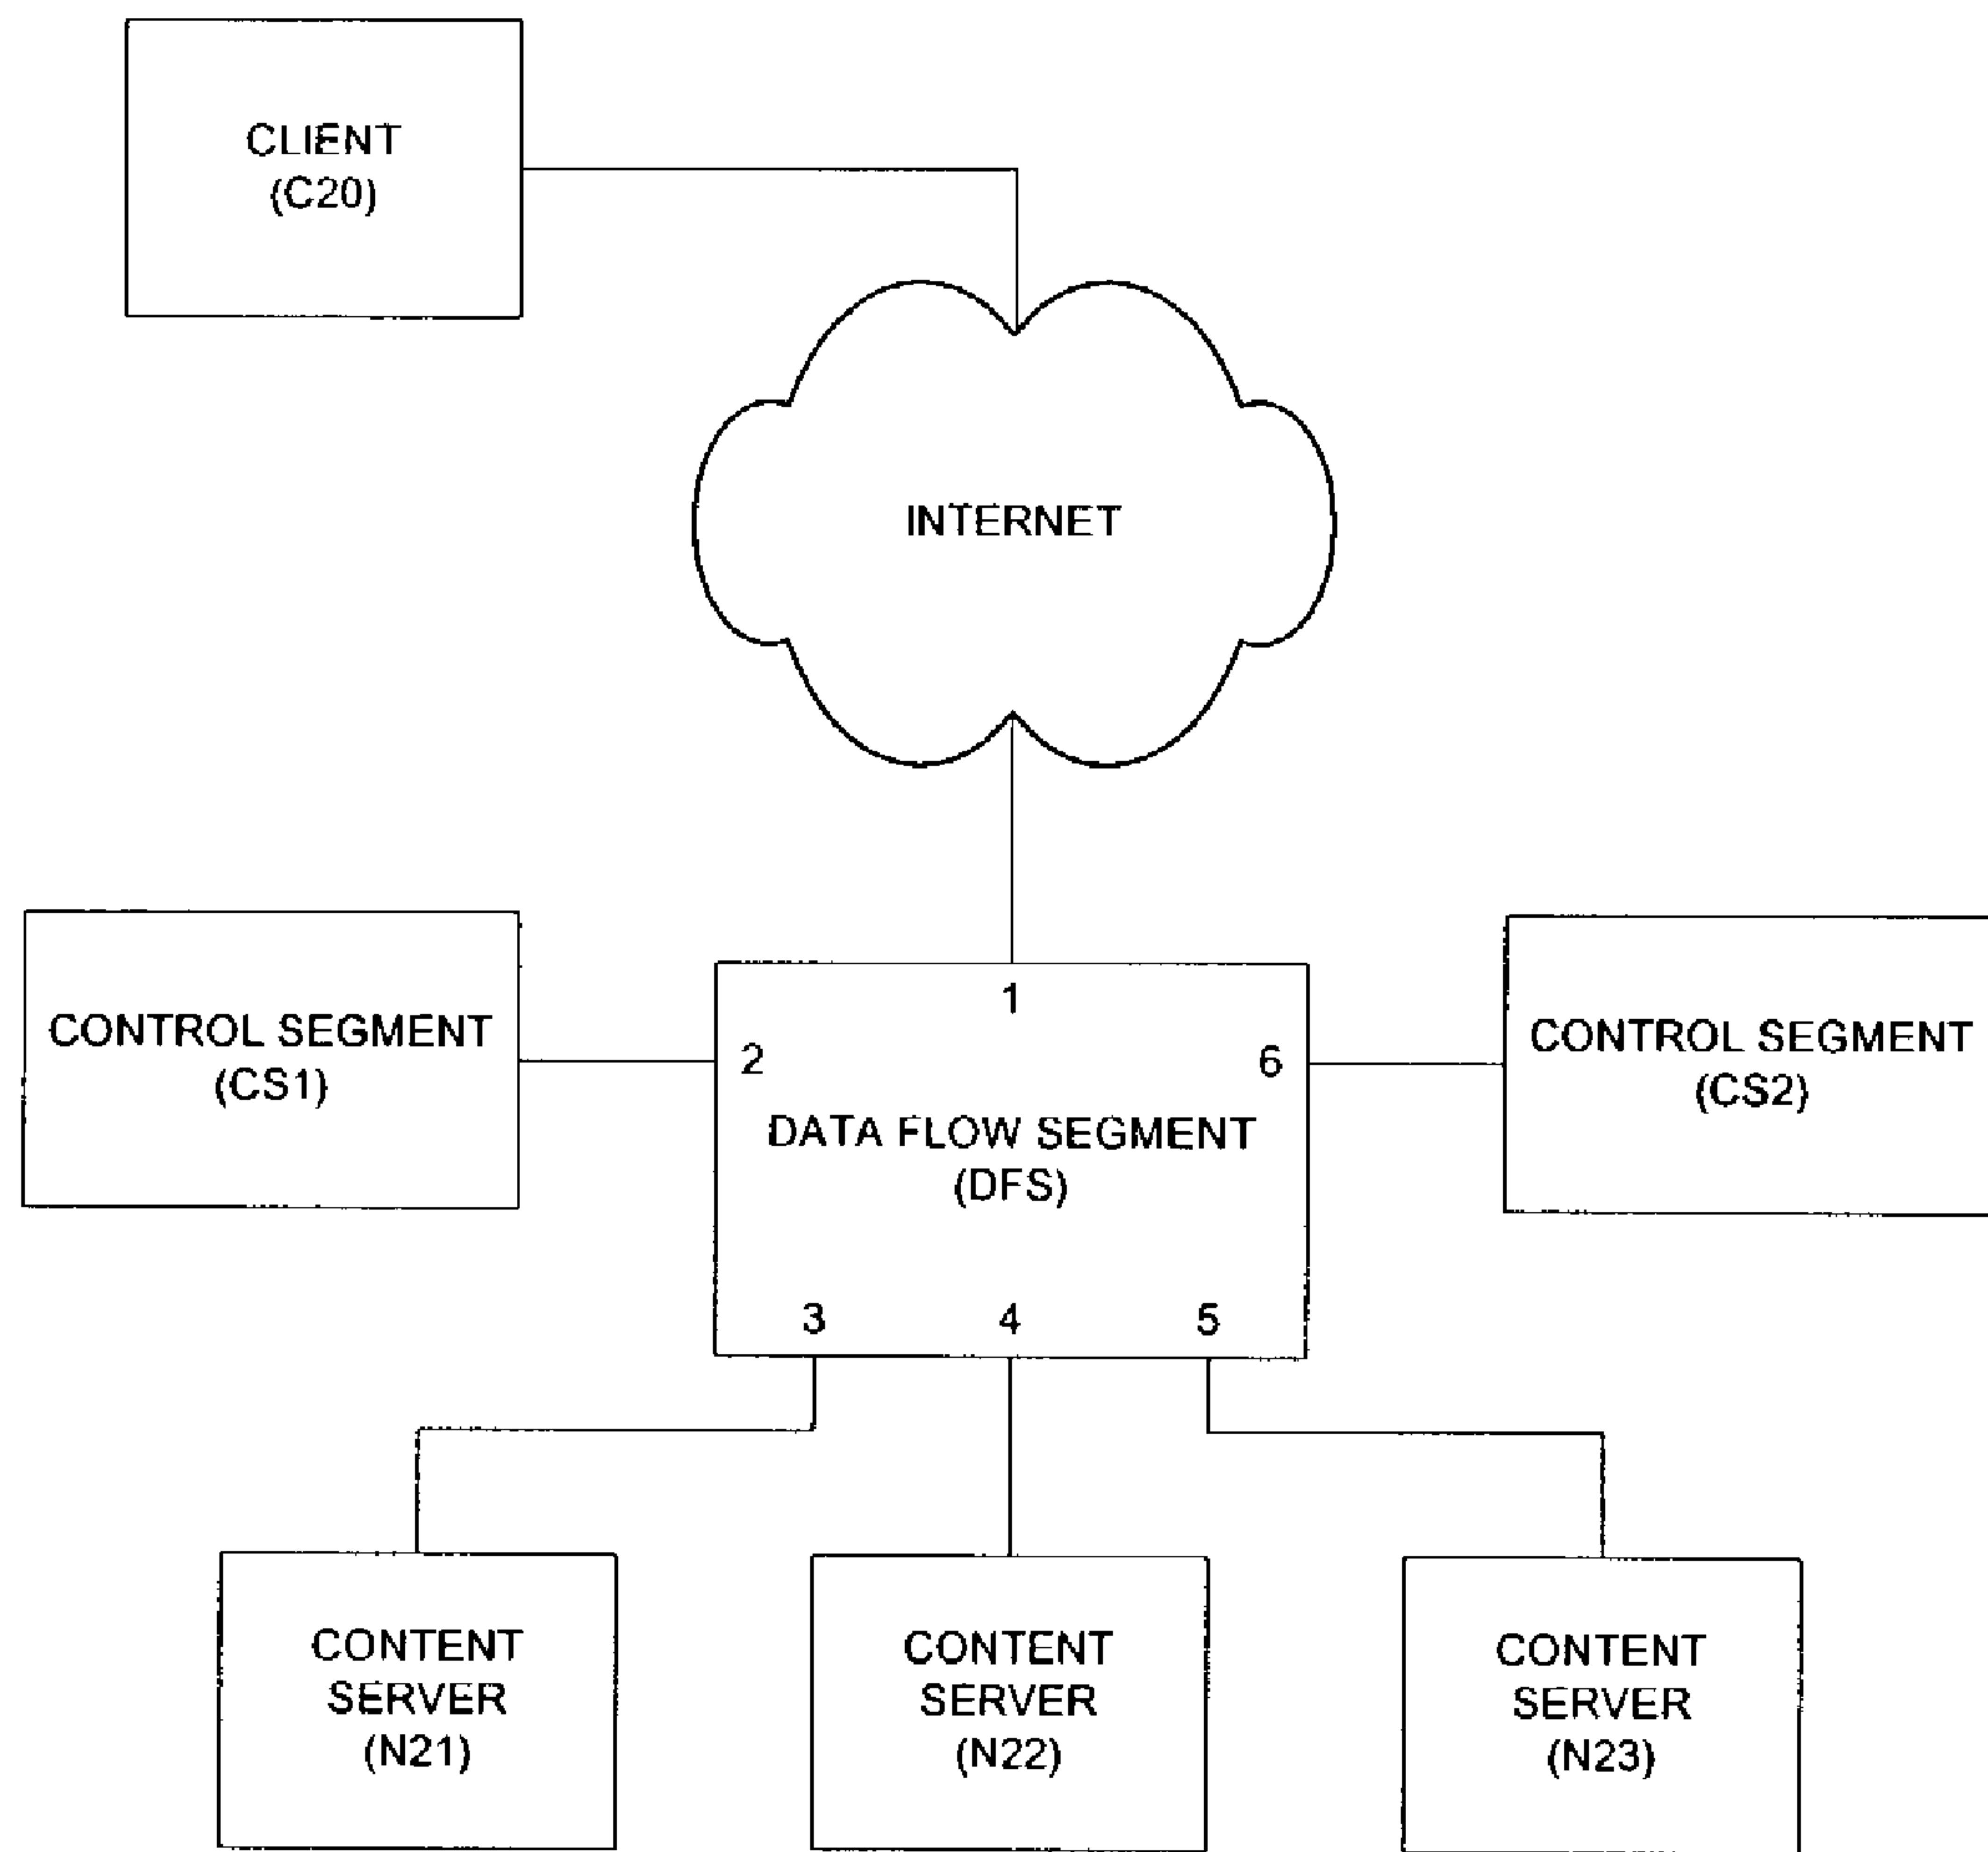 CLIENT
(C20)
INTERNET
CONTROL SEGMENT
(CS1)
1
2
6
DATA FLOW SEGMENT
(DFS)
3 4 5
CONTROL SEGMENT
(CS2)
CONTENT
SERVER
(N21)
CONTENT
SERVER
(N22)
CONTENT
SERVER
(N23)